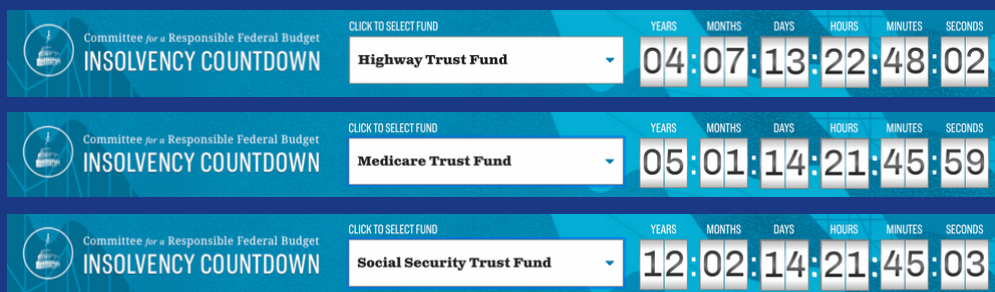 CLICK TO SELECT FUND YEARS MONTHS DAYS HOURS MINUTES SECONDS
Committee for a Responsible Federal Budget
INSOLVENCY COUNTDOWN Highway Trust Fund 04:07:13:22:48:02
CLICK TO SELECT FUND YEARS MONTHS DAYS HOURS MINUTES SECONDS
Committee for a Responsible Federal Budget
INSOLVENCY COUNTDOWN Medicare Trust Fund 05:01:14:21:45:59
CLICK TO SELECT FUND YEARS MONTHS DAYS HOURS MINUTES SECONDS
Committee for a Responsible Federal Budget
INSOLVENCY COUNTDOWN Social Security Trust Fund 12:02:14:21:45:03